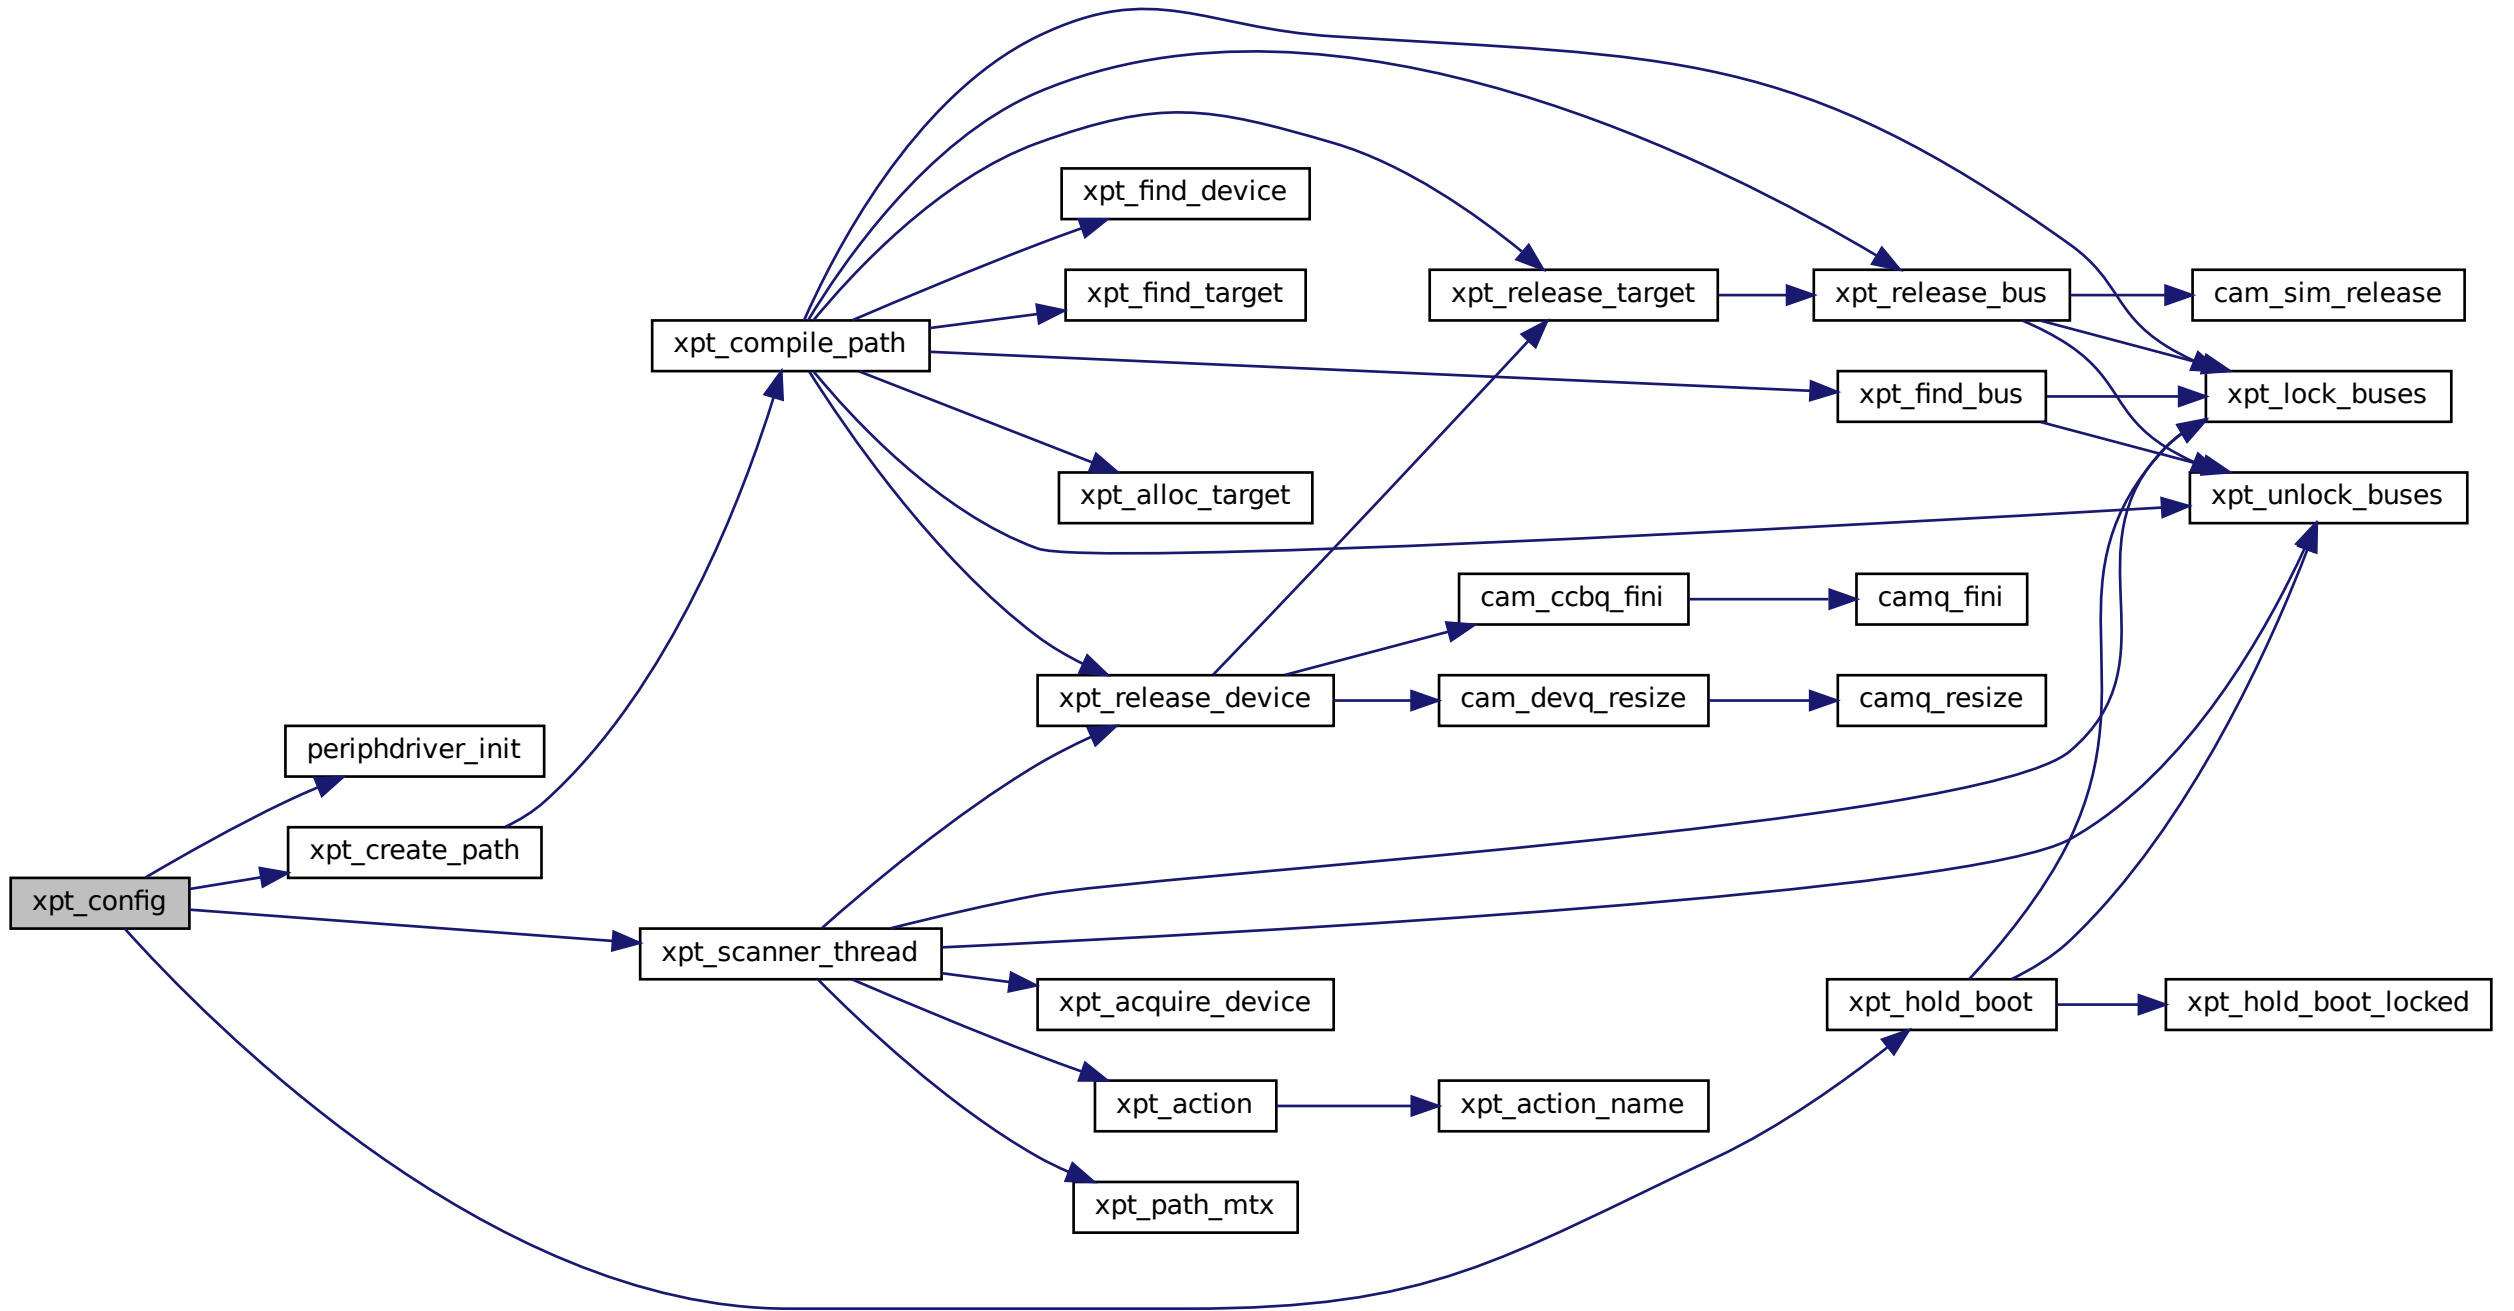 xpt_config
periphdriver_init
xpt_create_path
xpt_compile_path
xpt_scanner_thread
xpt_find_device
xpt_find_target
xpt_alloc_target
xpt_release_device
xpt_acquire_device
xpt_action
xpt_path_mtx
xpt_release_target
cam_ccbq_fini
cam_devq_resize
xpt_action_name
xpt_release_bus
xpt_find_bus
camq_fini
camq_resize
xpt_hold_boot
cam_sim_release
xpt_lock_buses
xpt_unlock_buses
xpt_hold_boot_locked